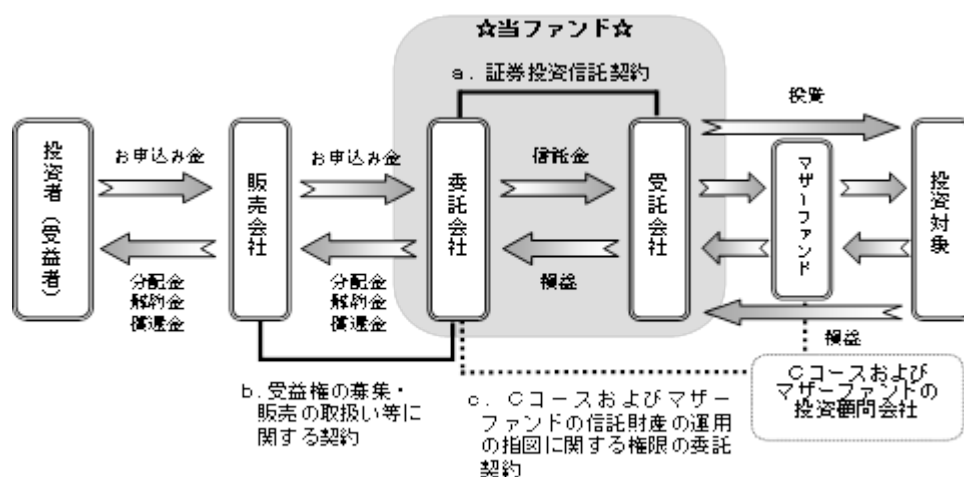 ☆当ファンド☆
a．証券投資信託契約
投資
投資者（受益者）
お申込み金
販売会社
お申込み金
委託会社
信託金
受託会社
マザーファンド
投資対象
分配金
解約金
償還金
分配金
解約金
償還金
損益
損益
b．受益権の募集・
販売の取扱い等に
関する契約
c．Cコースおよびマザー
ファンドの信託財産の運用
の指図に関する権限の委託
契約
Cコースおよび
マザーファンドの
投資顧問会社